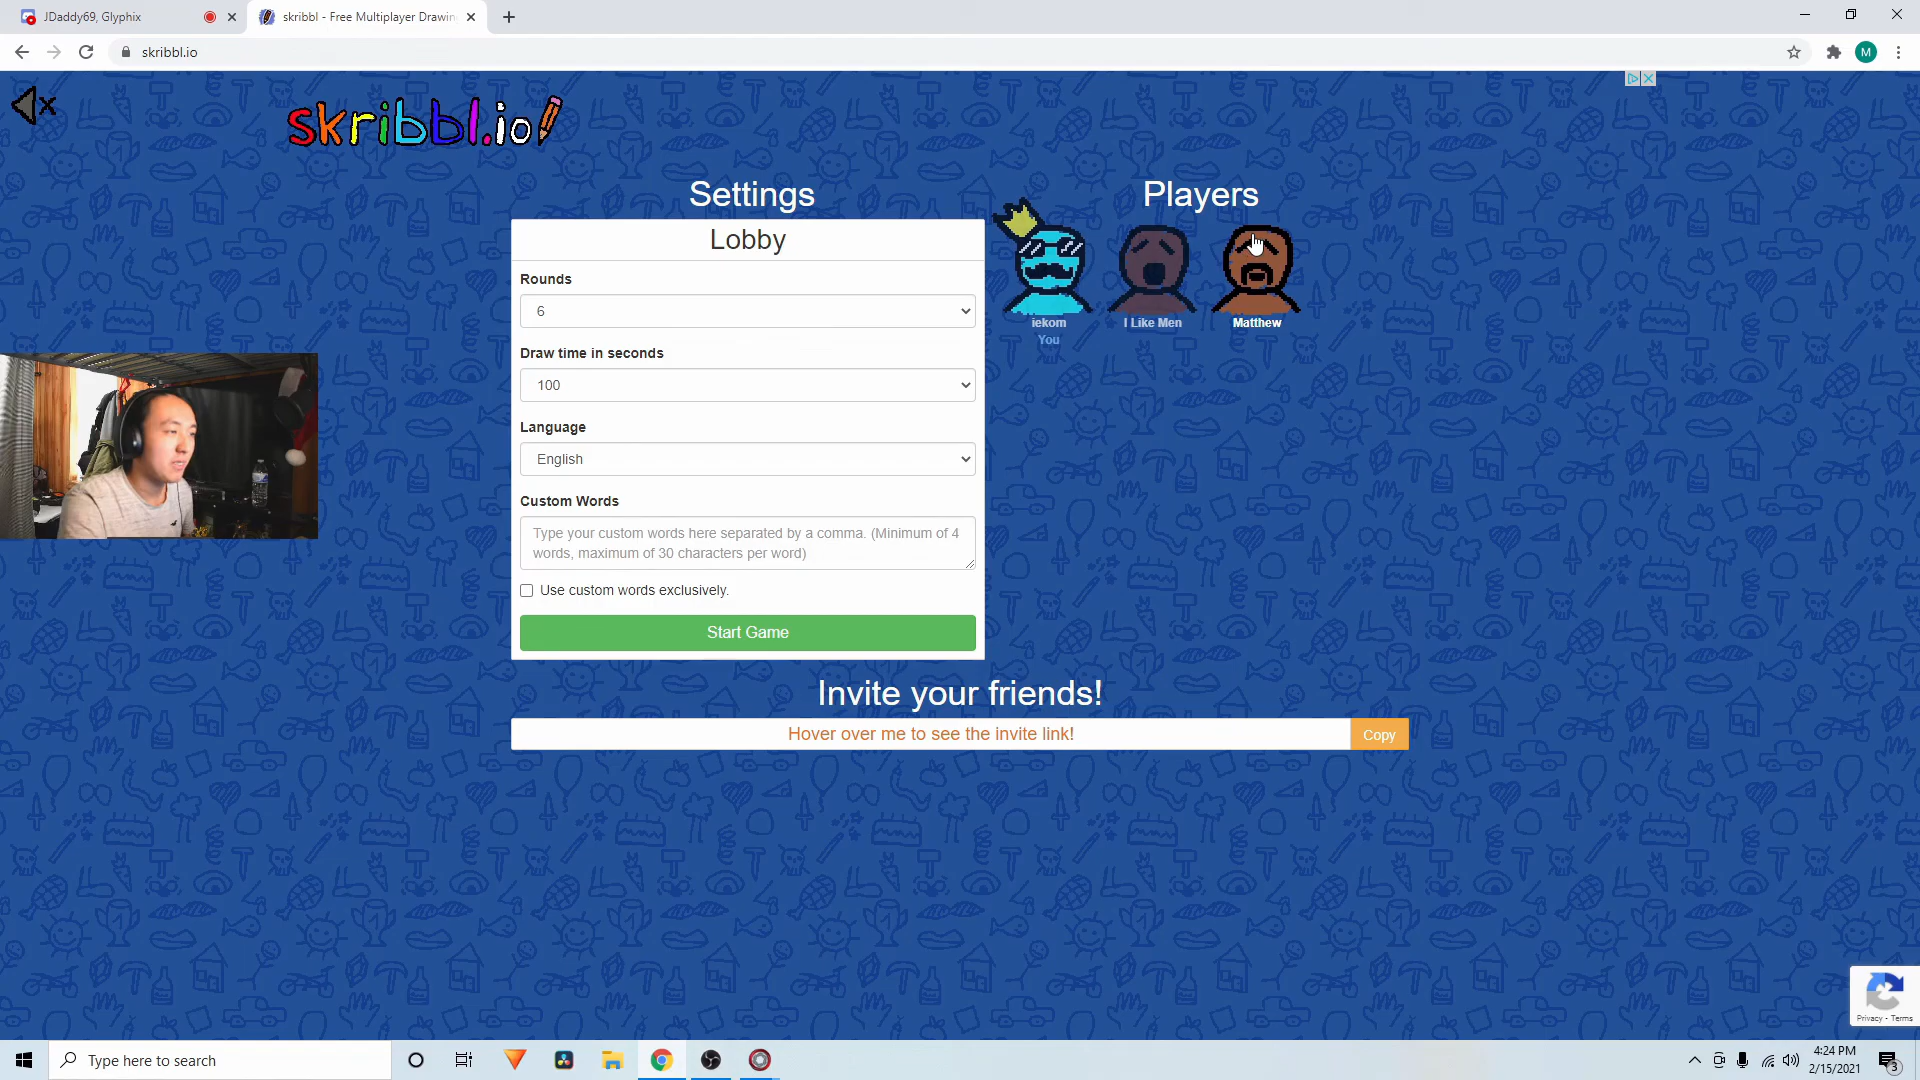 JDaddy69, Glyphix
skribbl - Free Multiplayer Drawin
skribbl.io
M
skribbl.io
Settings
Players
Lobby
Rounds
6
iekom
I Like Men
Matthew
You
Draw time in seconds
100
Language
English
Custom Words
Type your custom words here separated by a comma. (Minimum of 4
words, maximum of 30 characters per word)
Use custom words exclusively.
Start Game
Invite your friends!
Hover over me to see the invite link!
Copy
Privacy - Terms
Type here to search
4:24 PM
2/15/2021
3